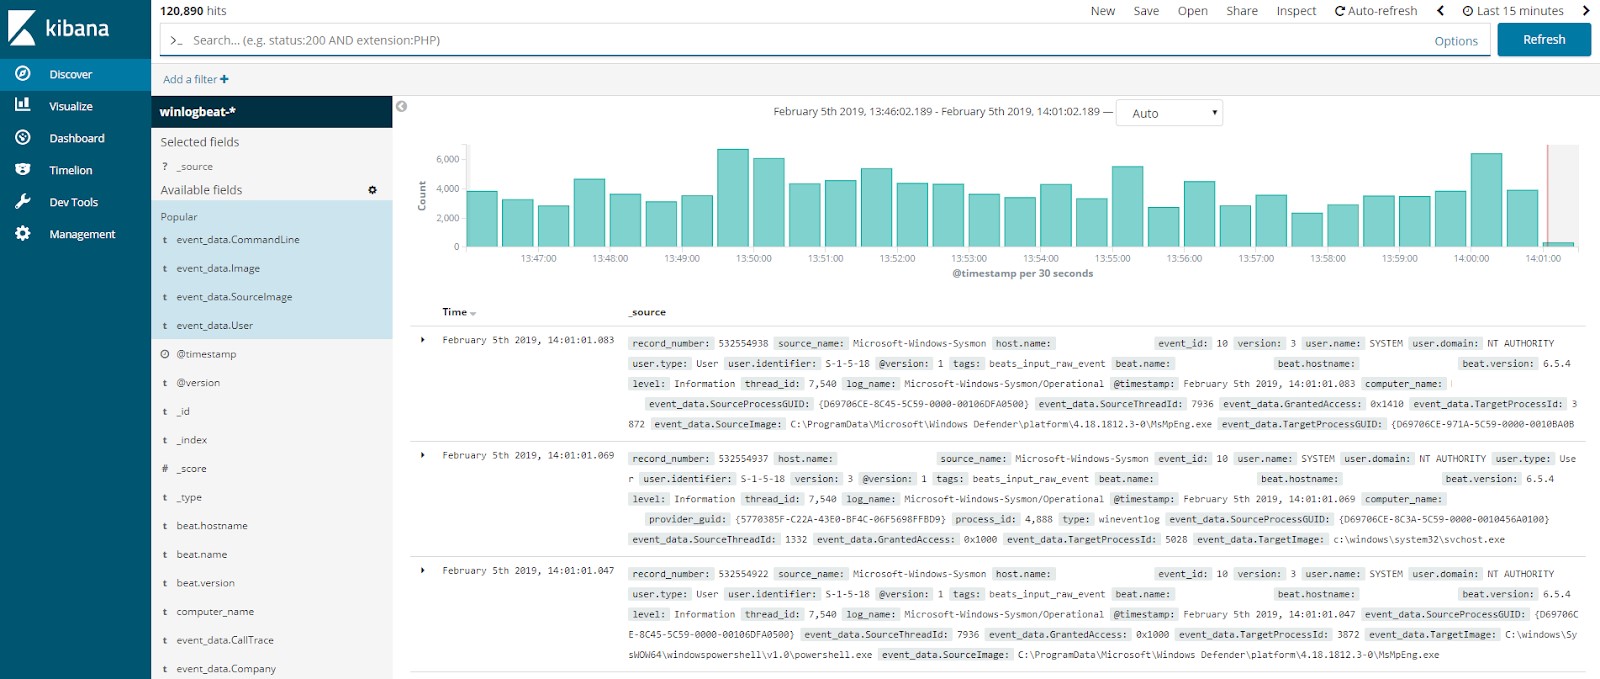 kibana
Discover
Visualize
Dashboard
Timelion
Dev Tools
Management
120,890 hits
New Save Open Share Inspect Auto-refresh Last 15 minutes
>_ Search... (e.g. status:200 AND extension:PHP) Options Refresh
Add a filter +
winlogbeat-*
Selected fields
? _source
Available fields
Popular
t event_data.CommandLine
t event_data.Image
t event_data.SourceImage
t event_data.User
@timestamp
t @version
t _id
t _index
# _score
t _type
t beat.hostname
t beat.name
t beat.version
t computer_name
t event_data.CallTrace
t event_data.Company
February 5th 2019, 13:46:02.189 - February 5th 2019, 14:01:02.189 — Auto
6,000
4,000
2,000
0
Count
13:47:00 13:48:00 13:49:00 13:50:00 13:51:00 13:52:00 13:53:00 13:54:00 13:55:00 13:56:00 13:57:00 13:58:00 13:59:00 14:00:00 14:01:00
@timestamp per 30 seconds
Time _source
February 5th 2019, 14:01:01.083
record_number: 532554938 source_name: Microsoft-Windows-Sysmon host.name: event_id: 10 version: 3 user.name: SYSTEM user.domain: NT AUTHORITY
user.type: User user.identifier: S-1-5-18 @version: 1 tags: beats_input_raw_event beat.name: beat.hostname: beat.version: 6.5.4
level: Information thread_id: 7,540 log_name: Microsoft-Windows-Sysmon/Operational @timestamp: February 5th 2019, 14:01:01.083 computer_name:
event_data.SourceProcessGUID: {D69706CE-8C45-5C59-0000-00106DFA0500} event_data.SourceThreadId: 7936 event_data.GrantedAccess: 0x1410 event_data.TargetProcessId: 3
872 event_data.SourceImage: C:\ProgramData\Microsoft\Windows Defender\platform\4.18.1812.3-0\MsMpEng.exe event_data.TargetProcessGUID: {D69706CE-971A-5C59-0000-0010BA0B
February 5th 2019, 14:01:01.069
record_number: 532554937 host.name: source_name: Microsoft-Windows-Sysmon event_id: 10 user.name: SYSTEM user.domain: NT AUTHORITY user.type: Use
r user.identifier: S-1-5-18 version: 3 @version: 1 tags: beats_input_raw_event beat.name: beat.hostname: beat.version: 6.5.4
level: Information thread_id: 7,540 log_name: Microsoft-Windows-Sysmon/Operational @timestamp: February 5th 2019, 14:01:01.069 computer_name:
provider_guid: {5770385F-C22A-43E0-BF4C-06F5698FFBD9} process_id: 4,888 type: wineventlog event_data.SourceProcessGUID: {D69706CE-8C3A-5C59-0000-0010456A0100}
event_data.SourceThreadId: 1332 event_data.GrantedAccess: 0x1000 event_data.TargetProcessId: 5028 event_data.TargetImage: c:\windows\system32\svchost.exe
February 5th 2019, 14:01:01.047
record_number: 532554922 source_name: Microsoft-Windows-Sysmon host.name: event_id: 10 version: 3 user.name: SYSTEM user.domain: NT AUTHORITY
user.type: User user.identifier: S-1-5-18 @version: 1 tags: beats_input_raw_event beat.name: beat.hostname: beat.version: 6.5.4
level: Information thread_id: 7,540 log_name: Microsoft-Windows-Sysmon/Operational @timestamp: February 5th 2019, 14:01:01.047 event_data.SourceProcessGUID: {D69706C
E-8C45-5C59-0000-00106DFA0500} event_data.SourceThreadId: 7936 event_data.GrantedAccess: 0x1000 event_data.TargetProcessId: 3872 event_data.TargetImage: C:\windows\Sy
sWOW64\windowspowershell\v1.0\powershell.exe event_data.SourceImage: C:\ProgramData\Microsoft\Windows Defender\platform\4.18.1812.3-0\MsMpEng.exe